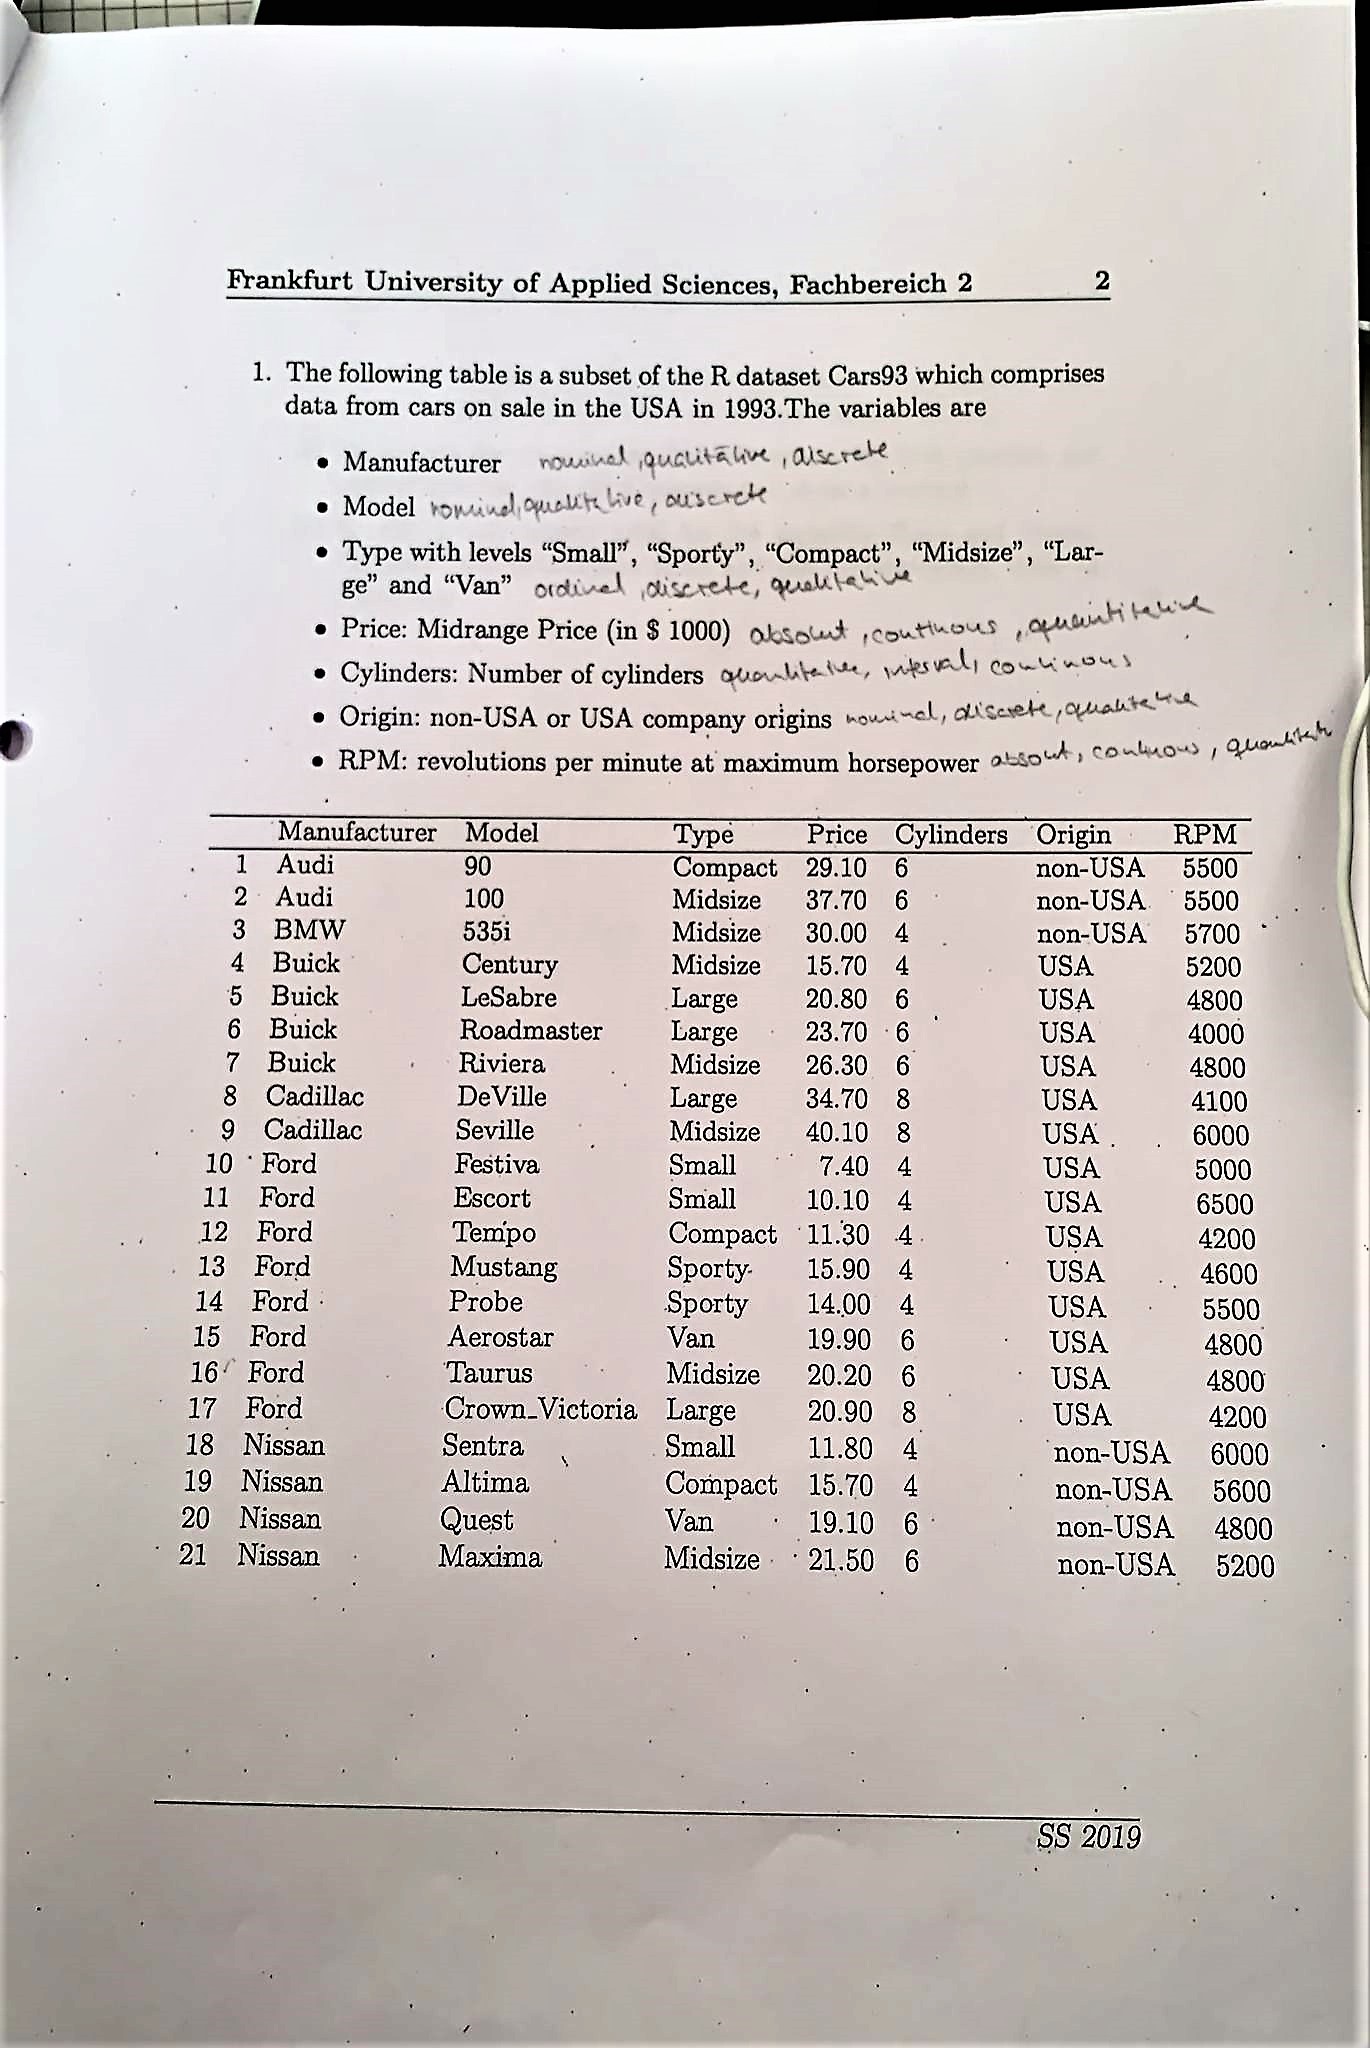 Frankfurt University of Applied Sciences, Fachbereich 2 2
1. The following table is a subset of the R dataset Cars93 which comprises
data from cars on sale in the USA in 1993.The variables are
• Manufacturer nominal, qualitative, discrete
• Model nominal, qualitative, discrete
• Type with levels “Small”, “Sporty”, “Compact”, “Midsize”, “Lar-
ge” and “Van” ordinal, discrete, qualitative
• Price: Midrange Price (in $ 1000) absolut, continuous, quantitative
• Cylinders: Number of cylinders quantitative, interval, continous
• Origin: non-USA or USA company origins nominal, discrete, qualitative
• RPM: revolutions per minute at maximum horsepower absolut,
Manufacturer Model Type Price Cylinders Origin RPM
1 Audi 90 Compact 29.10 6 non-USA 5500
2 Audi 100 Midsize 37.70 6 non-USA 5500
3 BMW 535i Midsize 30.00 4 non-USA 5700
4 Buick Century Midsize 15.70 4 USA 5200
5 Buick LeSabre Large 20.80 6 USA 4800
6 Buick Roadmaster Large 23.70 6 USA 4000
7 Buick Riviera Midsize 26.30 6 USA 4800
8 Cadillac DeVille Large 34.70 8 USA 4100
9 Cadillac Seville Midsize 40.10 8 USA 6000
10 Ford Festiva Small 7.40 4 USA 5000
11 Ford Escort Small 10.10 4 USA 6500
12 Ford Tempo Compact 11.30 4 USA 4200
13 Ford Mustang Sporty 15.90 4 USA 4600
14 Ford Probe Sporty 14.00 4 USA 5500
15 Ford Aerostar Van 19.90 6 USA 4800
16 Ford Taurus Midsize 20.20 6 USA 4800
17 Ford Crown_Victoria Large 20.90 8 USA 4200
18 Nissan Sentra Small 11.80 4 non-USA 6000
19 Nissan Altima Compact 15.70 4 non-USA 5600
20 Nissan Quest Van 19.10 6 non-USA 4800
21 Nissan Maxima Midsize 21.50 6 non-USA 5200
SS 2019